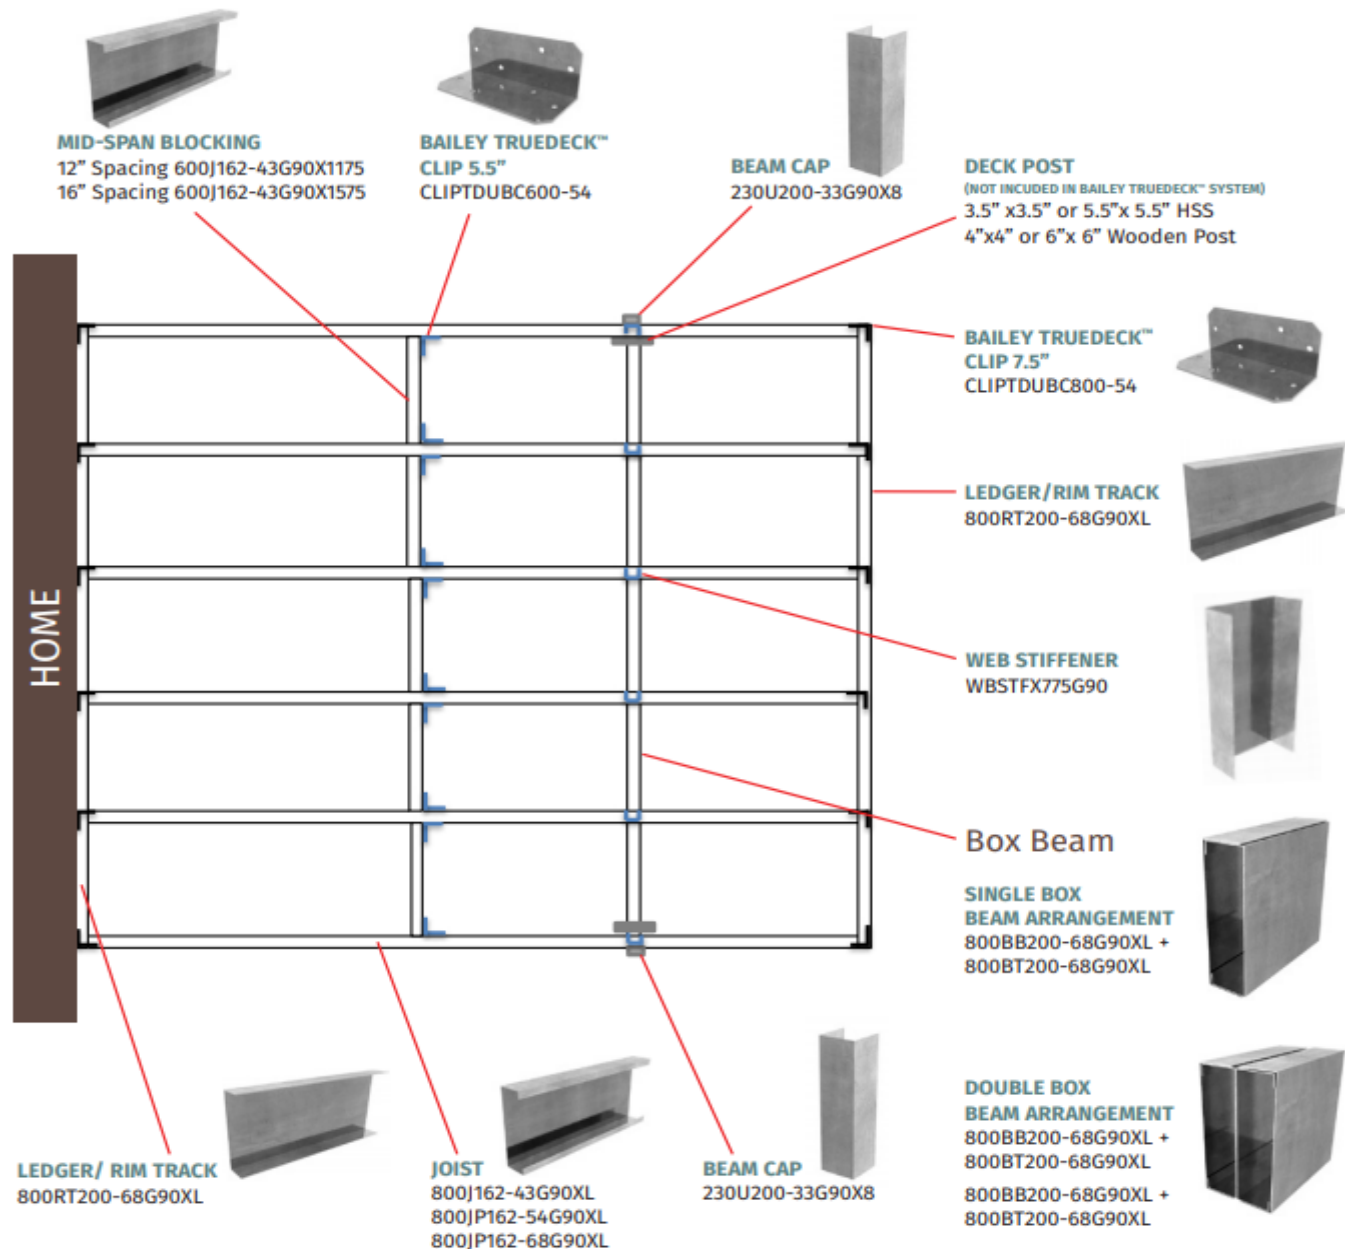 MID-SPAN BLOCKING
12” Spacing 600J162-43G90X1175
16” Spacing 600J162-43G90X1575
BAILEY TRUEDECK™
CLIP 5.5”
CLIPTDUBC600-54
BEAM CAP
230U200-33G90X8
DECK POST
(NOT INCLUDED IN BAILEY TRUEDECK™ SYSTEM)
3.5” x3.5” or 5.5”x 5.5” HSS
4”x4” or 6”x 6” Wooden Post
BAILEY TRUEDECK™
CLIP 7.5”
CLIPTDUBC800-54
LEDGER/RIM TRACK
800RT200-68G90XL
HOME
WEB STIFFENER
WBSTFX775G90
Box Beam
SINGLE BOX
BEAM ARRANGEMENT
800BB200-68G90XL +
800BT200-68G90XL
DOUBLE BOX
BEAM ARRANGEMENT
800BB200-68G90XL +
800BT200-68G90XL
800BB200-68G90XL +
800BT200-68G90XL
LEDGER/ RIM TRACK
800RT200-68G90XL
JOIST
800J162-43G90XL
800JP162-54G90XL
800JP162-68G90XL
BEAM CAP
230U200-33G90X8